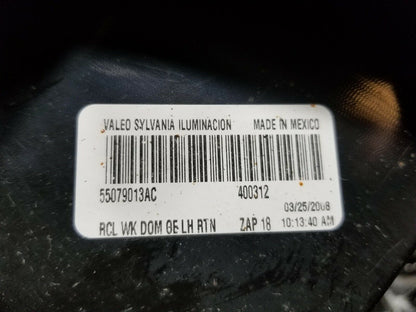 VALEO SYLVANIA ILUMINACION MADE IN MEXICO
55079013AC 400312
03/25/2008
RCL WK DOM GE LH RTN ZAP 18 10:13:40 AM